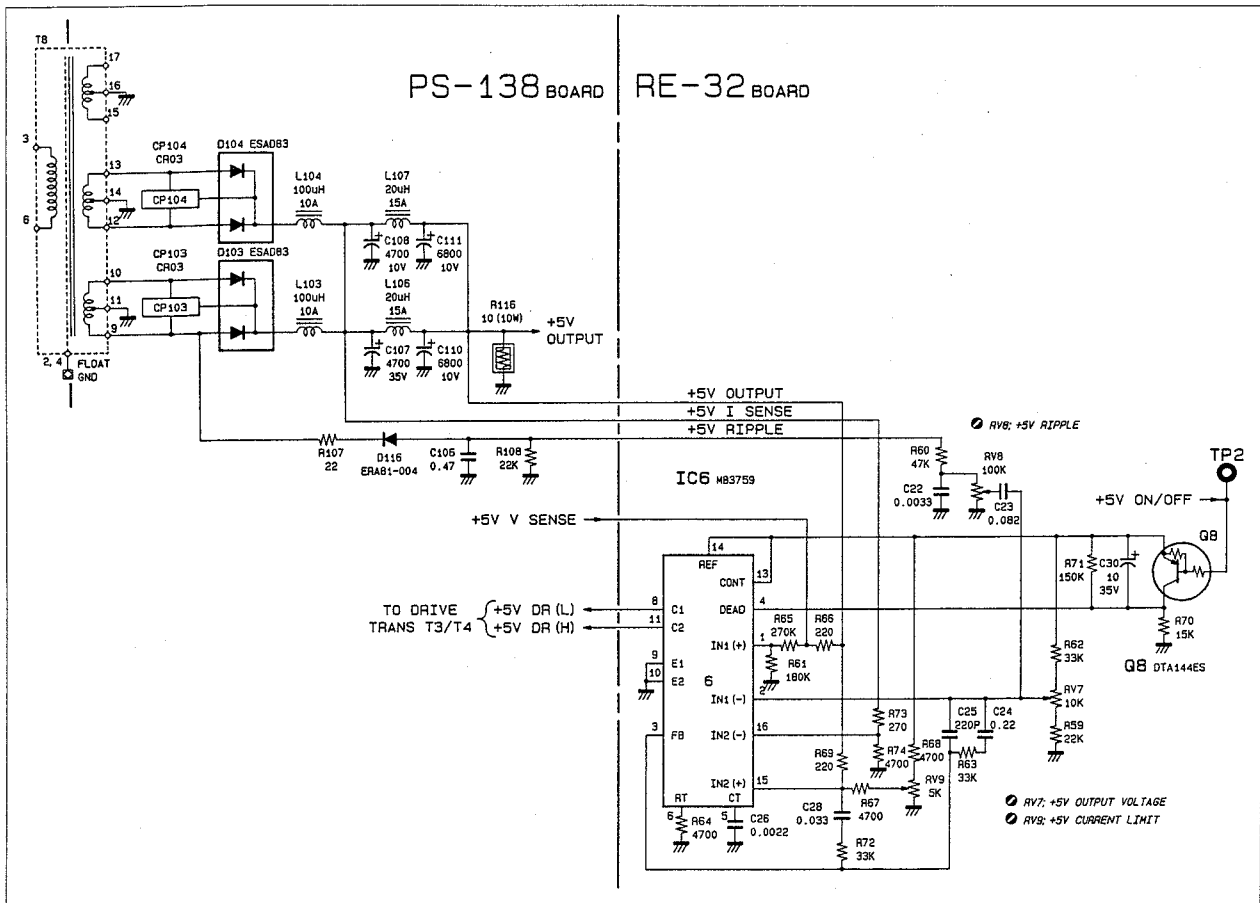 PS-138 BOARD
RE-32 BOARD
T8
17
16
15
3
6
13
14
12
10
11
9
2, 4
FLOAT
GND
CP104
CR03
CP104
D104 ESAD83
CP103
CR03
CP103
D103 ESAD83
L104
100uH
10A
L107
20uH
15A
C108
4700
10V
C111
6800
10V
L103
100uH
10A
L106
20uH
15A
C107
4700
35V
C110
6800
10V
R116
10 (10W)
+5V
OUTPUT
+5V OUTPUT
+5V I SENSE
+5V RIPPLE
R107
22
D116
ERA81-004
C105
0.47
R108
22K
+5V V SENSE
IC6 MB3759
R60
47K
RV8; +5V RIPPLE
RV8
100K
C22
0.0033
C23
0.082
TP2
+5V ON/OFF
Q8
R71
150K
C30
10
35V
R70
15K
Q8 DTA144ES
14
REF
CONT
13
DEAD
4
TO DRIVE
TRANS T3/T4
+5V DR (L)
+5V DR (H)
8
C1
11
C2
9
E1
10
E2
6
IN1 (+)
1
R65
270K
R66
220
R61
180K
IN1 (-)
2
3
FB
IN2 (-)
16
IN2 (+)
15
RT
CT
6
R64
4700
5
C26
0.0022
R73
270
R74
4700
R68
4700
R69
220
RV9
5K
C28
0.033
R67
4700
R72
33K
C25
220P
C24
0.22
R63
33K
R62
33K
RV7
10K
R59
22K
RV7; +5V OUTPUT VOLTAGE
RV9; +5V CURRENT LIMIT